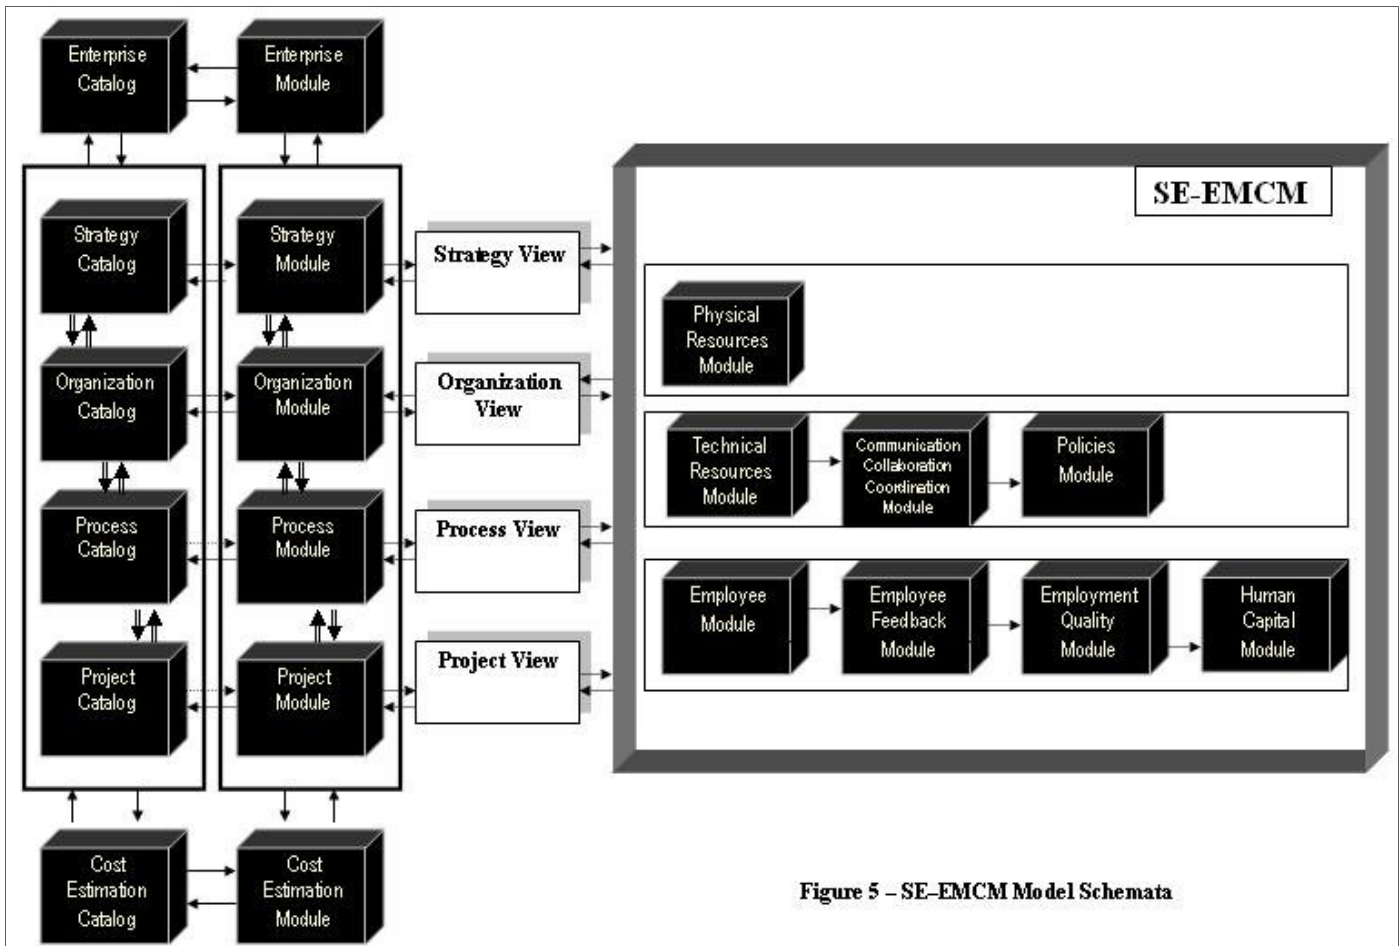 Enterprise
Catalog
Enterprise
Module
SE-EMCM
Strategy
Catalog
Strategy
Module
Strategy View
Physical
Resources
Module
Organization
Catalog
Organization
Module
Organization
View
Technical
Resources
Module
Communication
Collaboration
Coordination
Module
Policies
Module
Process
Catalog
Process
Module
Process View
Employee
Module
Employee
Feedback
Module
Employment
Quality
Module
Human
Capital
Module
Project
Catalog
Project
Module
Project View
Cost
Estimation
Catalog
Cost
Estimation
Module
Figure 5 – SE–EMCM Model Schemata